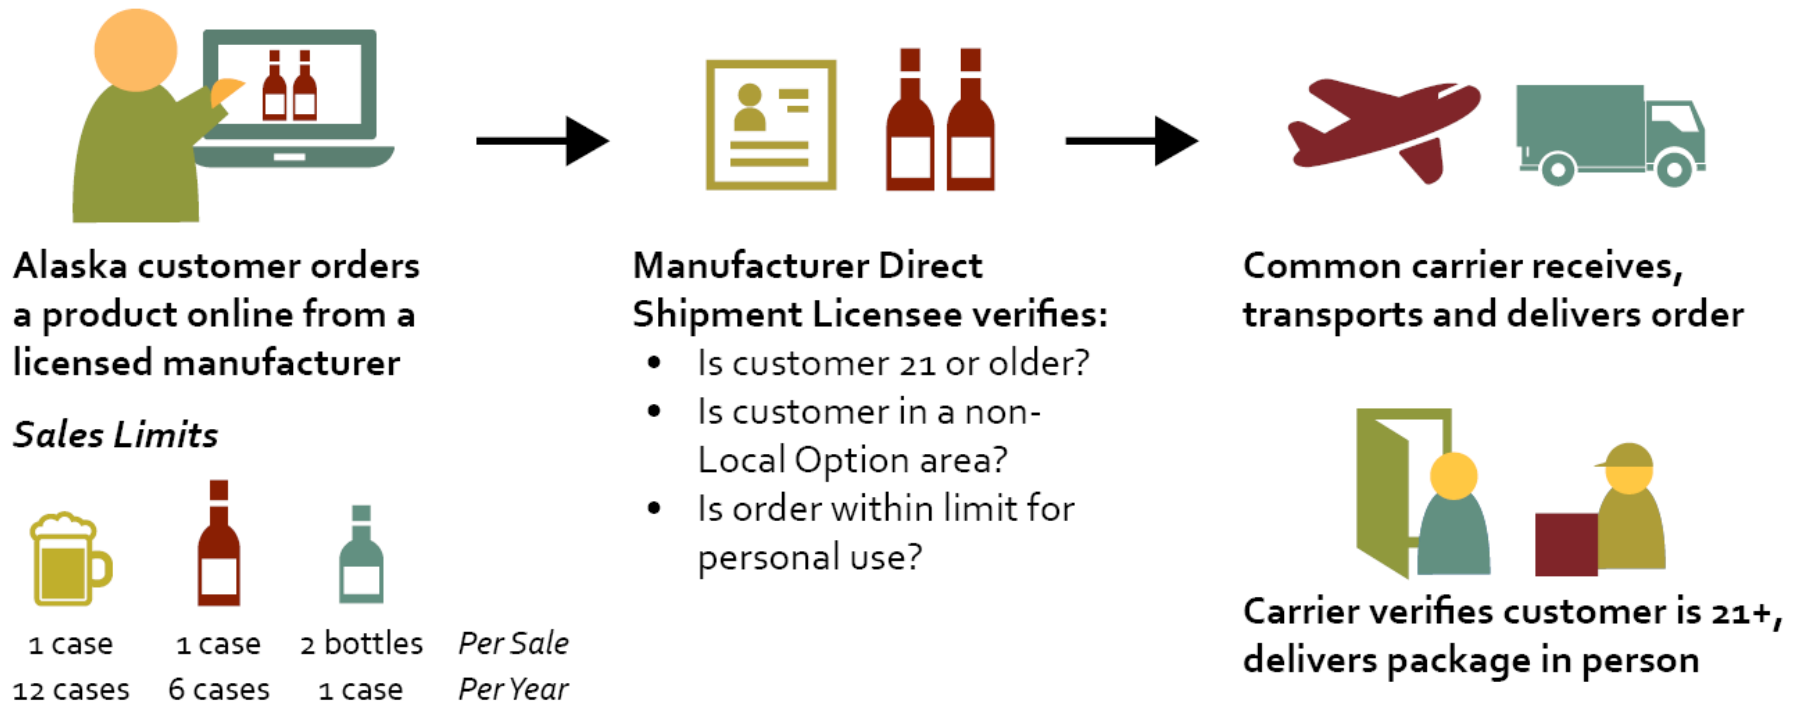 Alaska customer orders
a product online from a
licensed manufacturer
Sales Limits
1 case 1 case 2 bottles Per Sale
12 cases 6 cases 1 case Per Year
Manufacturer Direct
Shipment Licensee verifies:
• Is customer 21 or older?
• Is customer in a non-
Local Option area?
• Is order within limit for
personal use?
Common carrier receives,
transports and delivers order
Carrier verifies customer is 21+,
delivers package in person